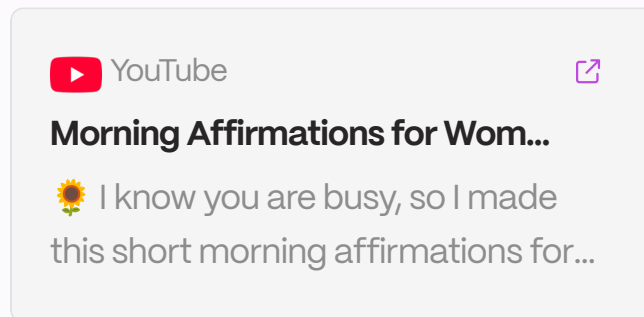 YouTube
Morning Affirmations for Wom...
🌻 I know you are busy, so I made
this short morning affirmations for...